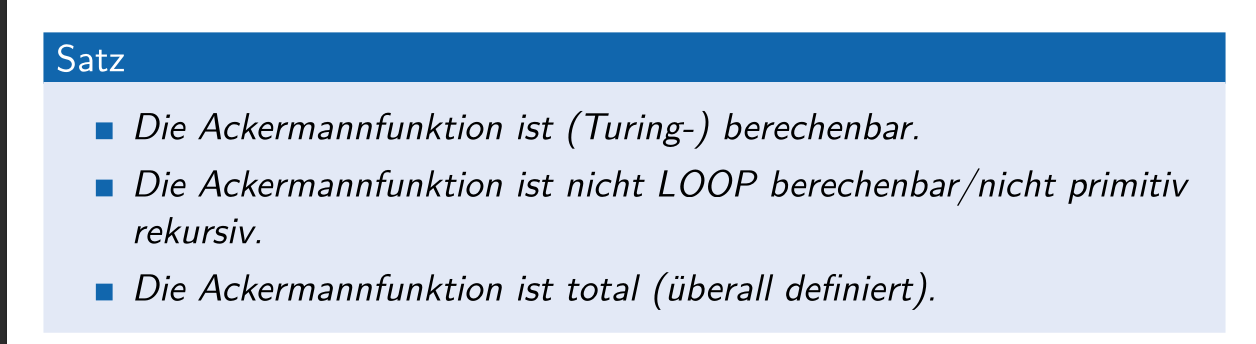 Satz
Die Ackermannfunktion ist (Turing-) berechenbar.
Die Ackermannfunktion ist nicht LOOP berechenbar/nicht primitiv
rekursiv.
Die Ackermannfunktion ist total (überall definiert).